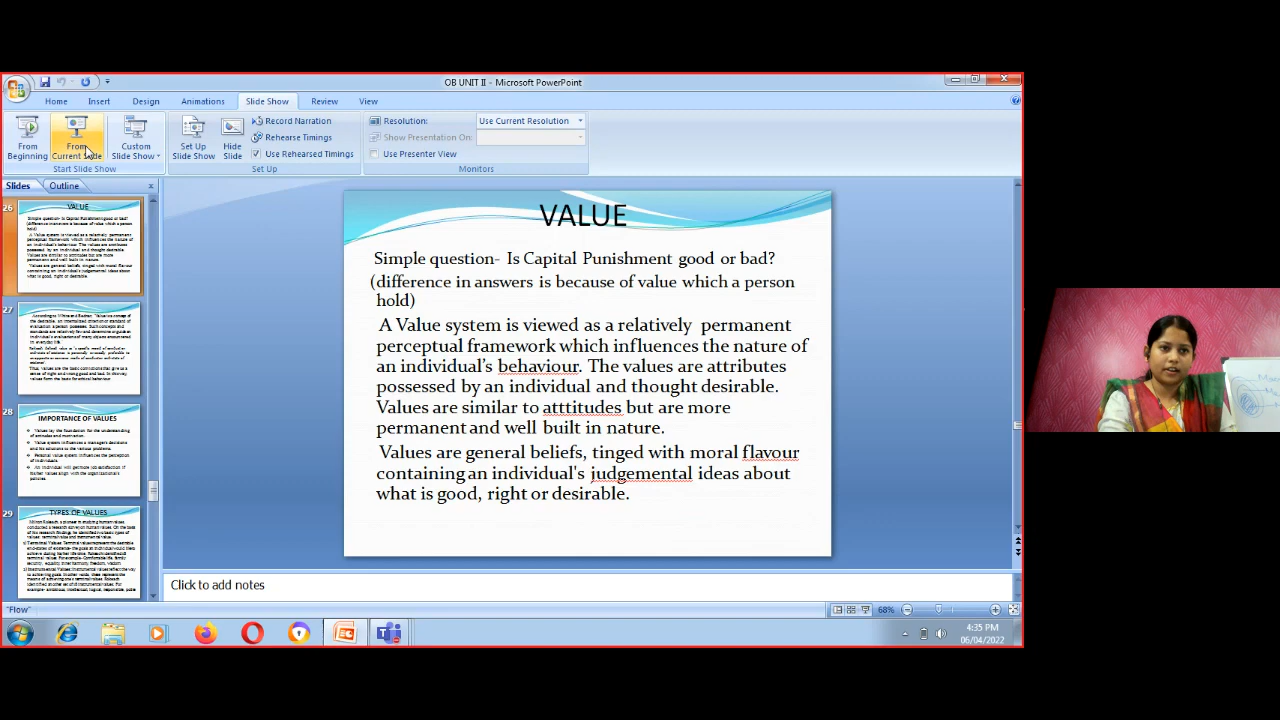 OB UNIT II - Microsoft PowerPoint
Home Insert Design Animations Slide Show Review View
From Beginning
From Current Slide
Custom Slide Show
Start Slide Show
Set Up Slide Show
Hide Slide
Record Narration
Rehearse Timings
Use Rehearsed Timings
Set Up
Resolution: Use Current Resolution
Show Presentation On:
Use Presenter View
Monitors
Slides Outline
26
VALUE
27
28
IMPORTANCE OF VALUES
29
TYPES OF VALUES
VALUE
Simple question- Is Capital Punishment good or bad?
(difference in answers is because of value which a person
hold)
A Value system is viewed as a relatively permanent
perceptual framework which influences the nature of
an individual's behaviour. The values are attributes
possessed by an individual and thought desirable.
Values are similar to aittitudes but are more
permanent and well built in nature.
Values are general beliefs, tinged with moral flavour
containing an individual's judgemental ideas about
what is good, right or desirable.
Click to add notes
"Flow"
68%
4:35 PM
06/04/2022